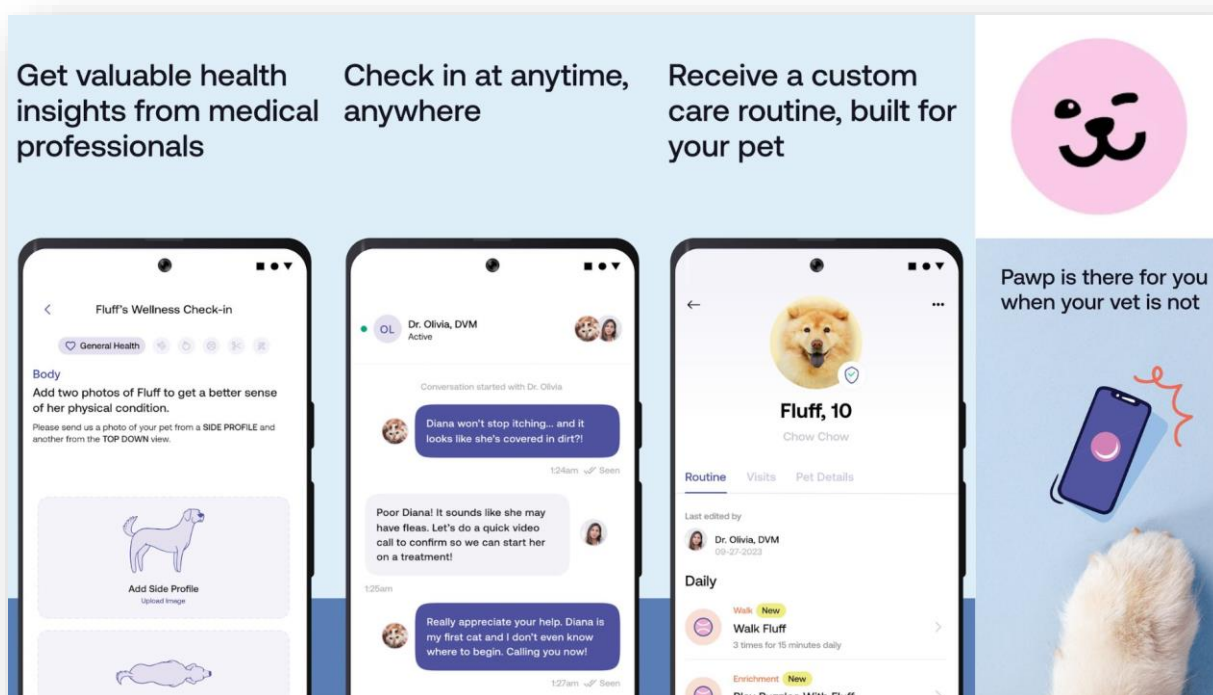 Get valuable health
insights from medical
professionals
Fluff's Wellness Check-in
General Health
Body
Add two photos of Fluff to get a better sense
of her physical condition.
Please send us a photo of your pet from a SIDE PROFILE and
another from the TOP DOWN view.
Add Side Profile
Upload Image
Check in at anytime,
anywhere
OL
Dr. Olivia, DVM
Active
Conversation started with Dr. Olivia
Diana won't stop itching... and it
looks like she's covered in dirt?!
1:24am Seen
Poor Diana! It sounds like she may
have fleas. Let's do a quick video
call to confirm so we can start her
on a treatment!
1:25am
Really appreciate your help. Diana is
my first cat and I don't even know
where to begin. Calling you now!
1:27am Seen
Receive a custom
care routine, built for
your pet
Fluff, 10
Chow Chow
Routine Visits Pet Details
Last edited by
Dr. Olivia, DVM
09-27-2023
Daily
Walk New
Walk Fluff
3 times for 15 minutes daily
Enrichment New
Play Puzzles With Fluff
Pawp is there for you
when your vet is not